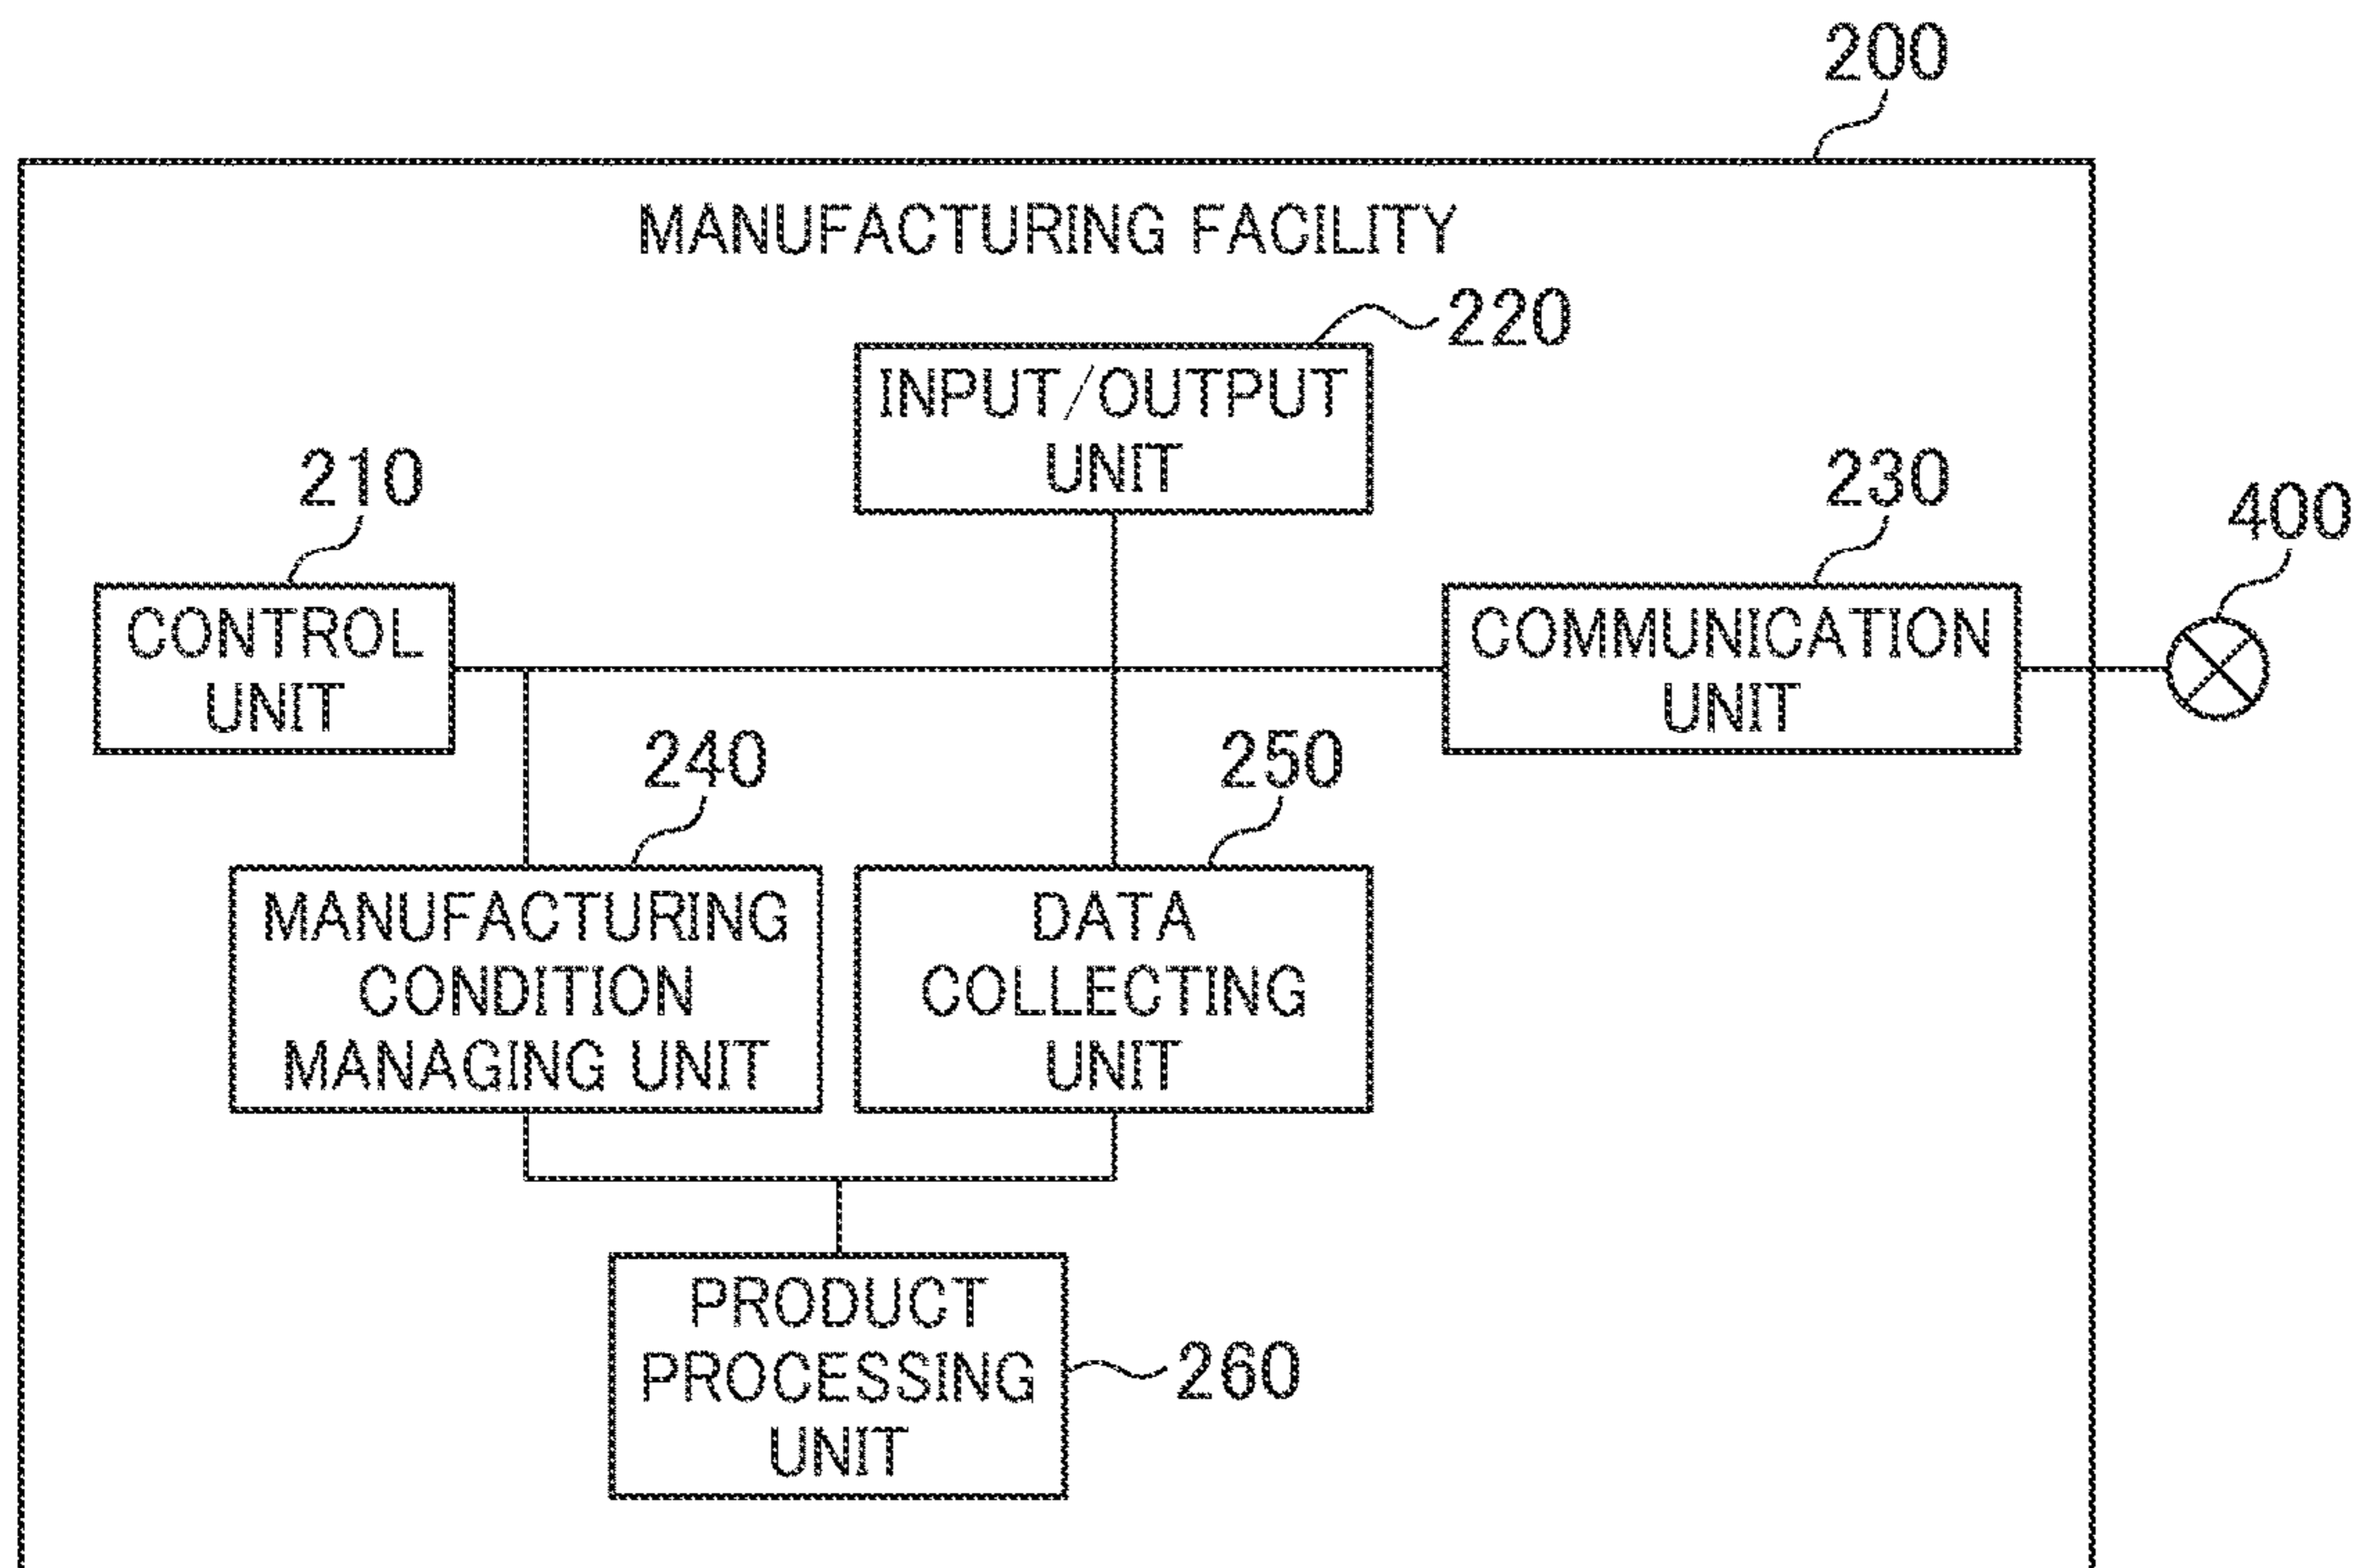 200
MANUFACTURING FACILITY
220
INPUT/OUTPUT
UNIT
210
CONTROL
UNIT
230
COMMUNICATION
UNIT
400
240
MANUFACTURING
CONDITION
MANAGING UNIT
250
DATA
COLLECTING
UNIT
PRODUCT
PROCESSING
UNIT
260